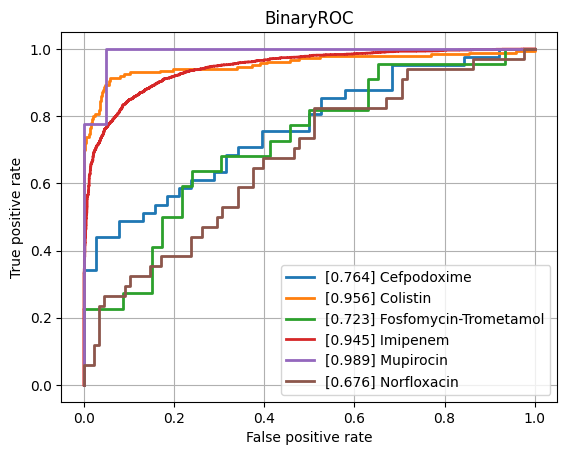 BinaryROC
True positive rate
1.0
0.8
0.6
0.4
0.2
0.0
[0.764] Cefpodoxime
[0.956] Colistin
[0.723] Fosfomycin-Trometamol
[0.945] Imipenem
[0.989] Mupirocin
[0.676] Norfloxacin
0.0 0.2 0.4 0.6 0.8 1.0
False positive rate